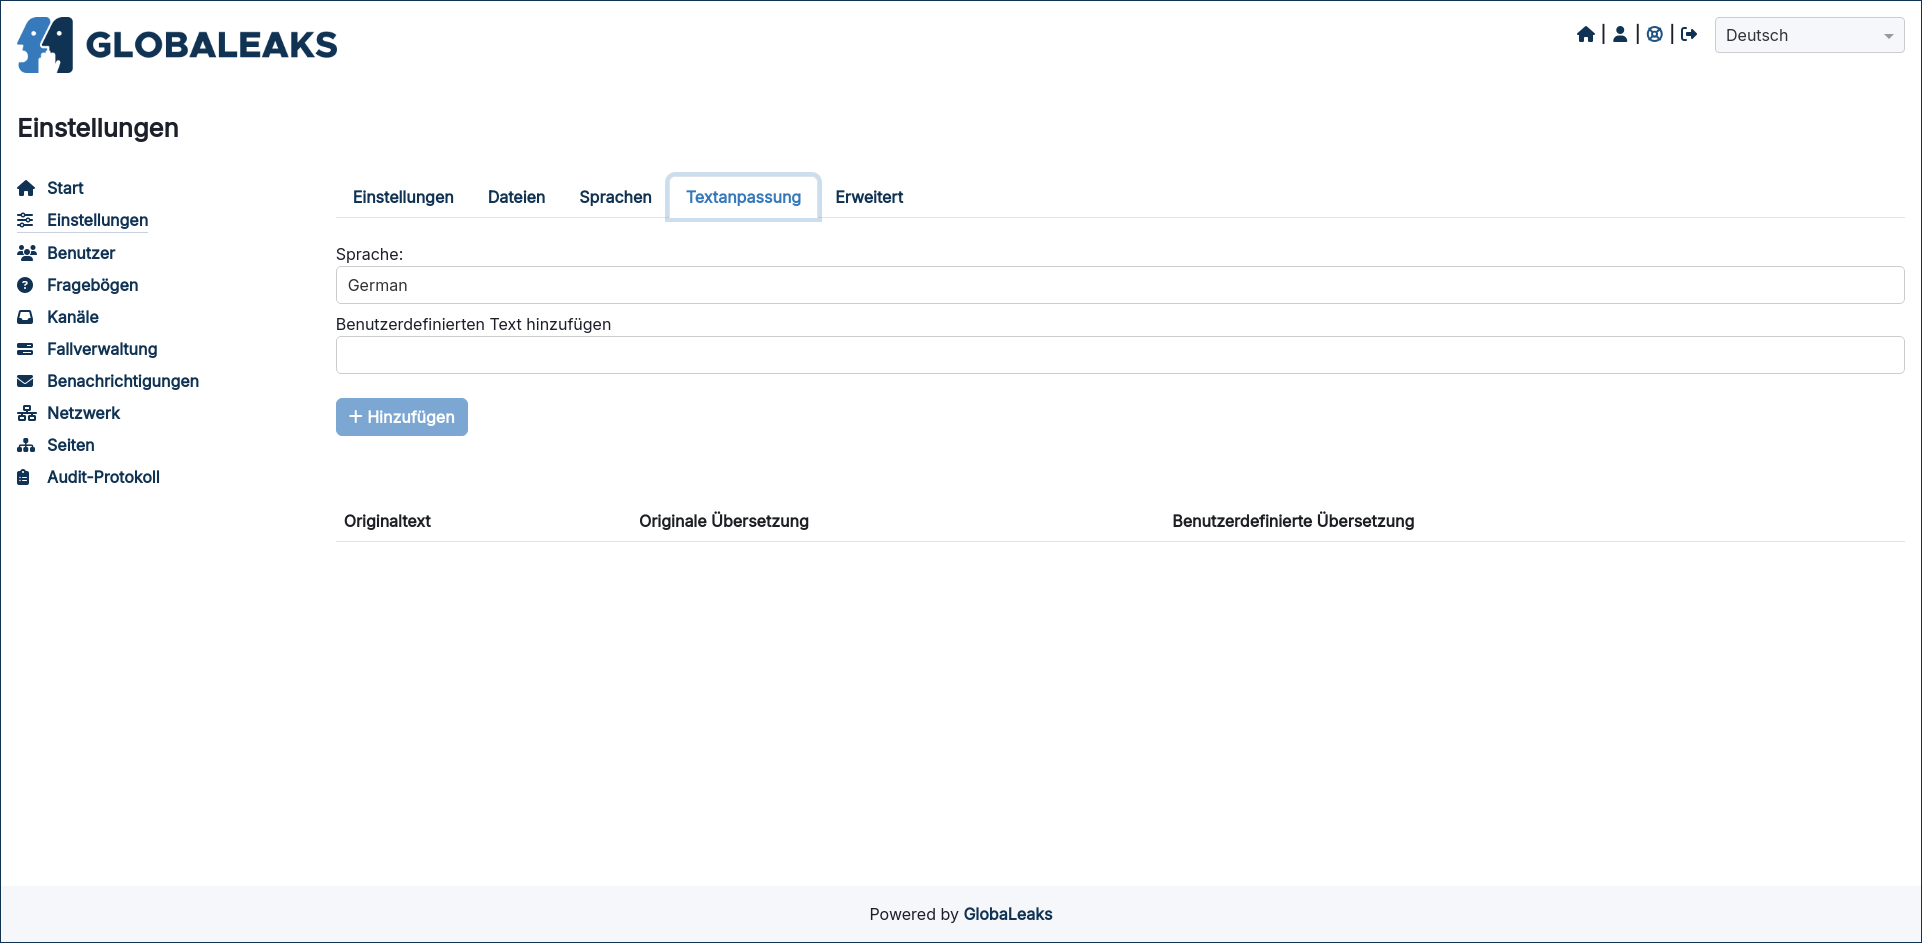 GLOBALEAKS
Deutsch
Einstellungen
Start
Einstellungen
Benutzer
Fragebögen
Kanäle
Fallverwaltung
Benachrichtigungen
Netzwerk
Seiten
Audit-Protokoll
Einstellungen Dateien Sprachen Textanpassung Erweitert
Sprache:
German
Benutzerdefinierten Text hinzufügen
Hinzufügen
Originaltext Originale Übersetzung Benutzerdefinierte Übersetzung
Powered by GlobaLeaks